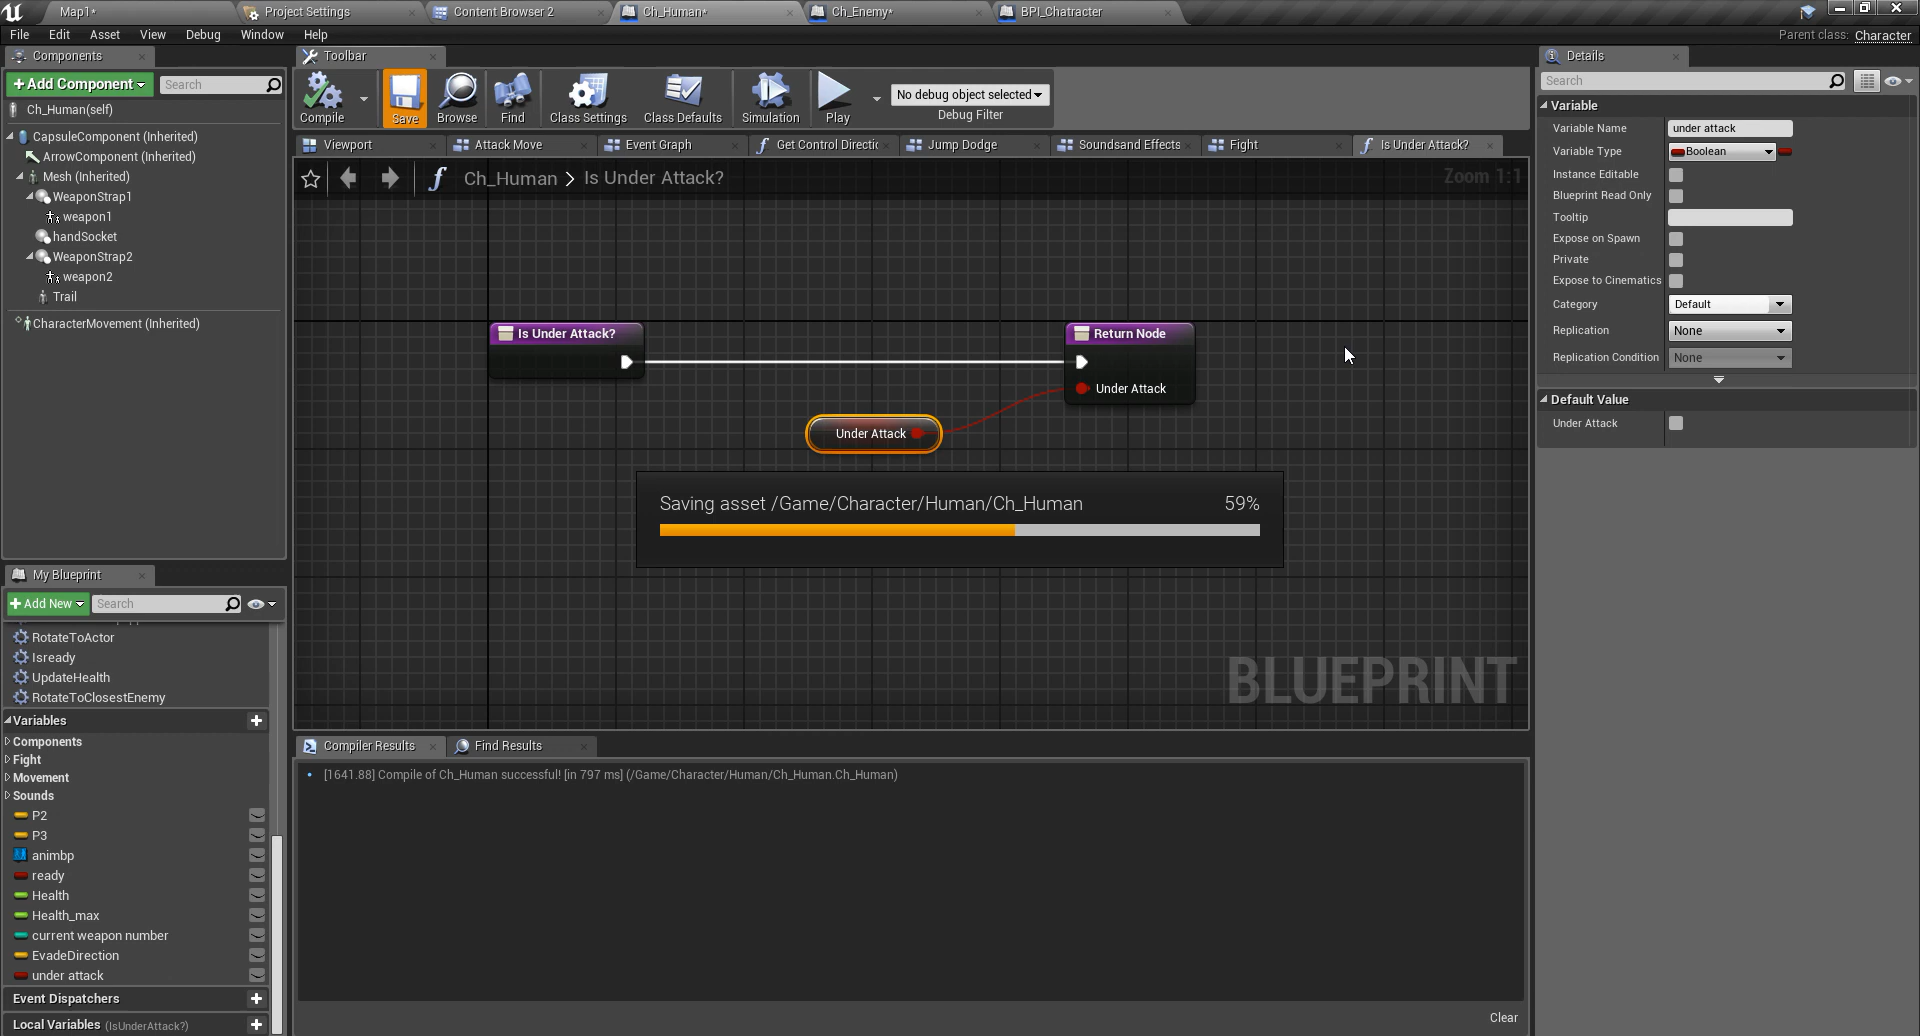 Map1*
Project Settings
Content Browser 2
Ch_Human*
Ch_Enemy*
BPI_Chatracter
File
Edit
Asset
View
Debug
Window
Help
Parent class: Character
Components
Toolbar
Details
+Add Component
Search
Ch_Human(self)
CapsuleComponent (Inherited)
ArrowComponent (Inherited)
Mesh (Inherited)
WeaponStrap1
weapon1
handSocket
WeaponStrap2
weapon2
Trail
CharacterMovement (Inherited)
Compile
Save
Browse
Find
Class Settings
Class Defaults
Simulation
Play
No debug object selected
Debug Filter
Viewport
Attack Move
Event Graph
Get Control Directic
Jump Dodge
Soundsand Effects
Fight
Is Under Attack?
Ch_Human > Is Under Attack?
Zoom 1:1
Is Under Attack?
Return Node
Under Attack
Under Attack
Saving asset /Game/Character/Human/Ch_Human
59%
BLUEPRINT
Search
Variable
Variable Name
under attack
Variable Type
Boolean
Instance Editable
Blueprint Read Only
Tooltip
Expose on Spawn
Private
Expose to Cinematics
Category
Default
Replication
None
Replication Condition
None
Default Value
Under Attack
My Blueprint
+Add New
Search
RotateToActor
Isready
UpdateHealth
RotateToClosestEnemy
Variables
Components
Fight
Movement
Sounds
P2
P3
animbp
ready
Health
Health_max
current weapon number
EvadeDirection
under attack
Event Dispatchers
Local Variables (IsUnderAttack?)
Compiler Results
Find Results
[1641.88] Compile of Ch_Human successful! [in 797 ms] (/Game/Character/Human/Ch_Human.Ch_Human)
Clear